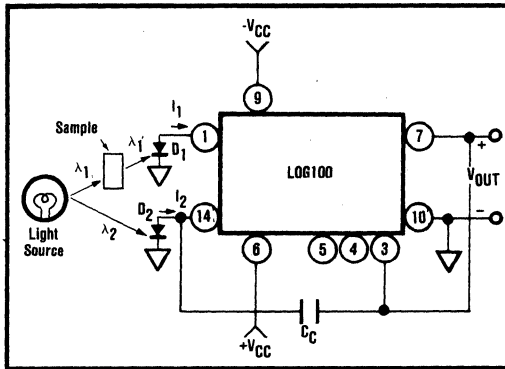 -VCC
9
I1
Sample
1
7
+
λ1
λ1'
D1
LOG100
VOUT
I2
D2
14
10
-
λ2
Light
Source
6
5
4
3
CC
+VCC